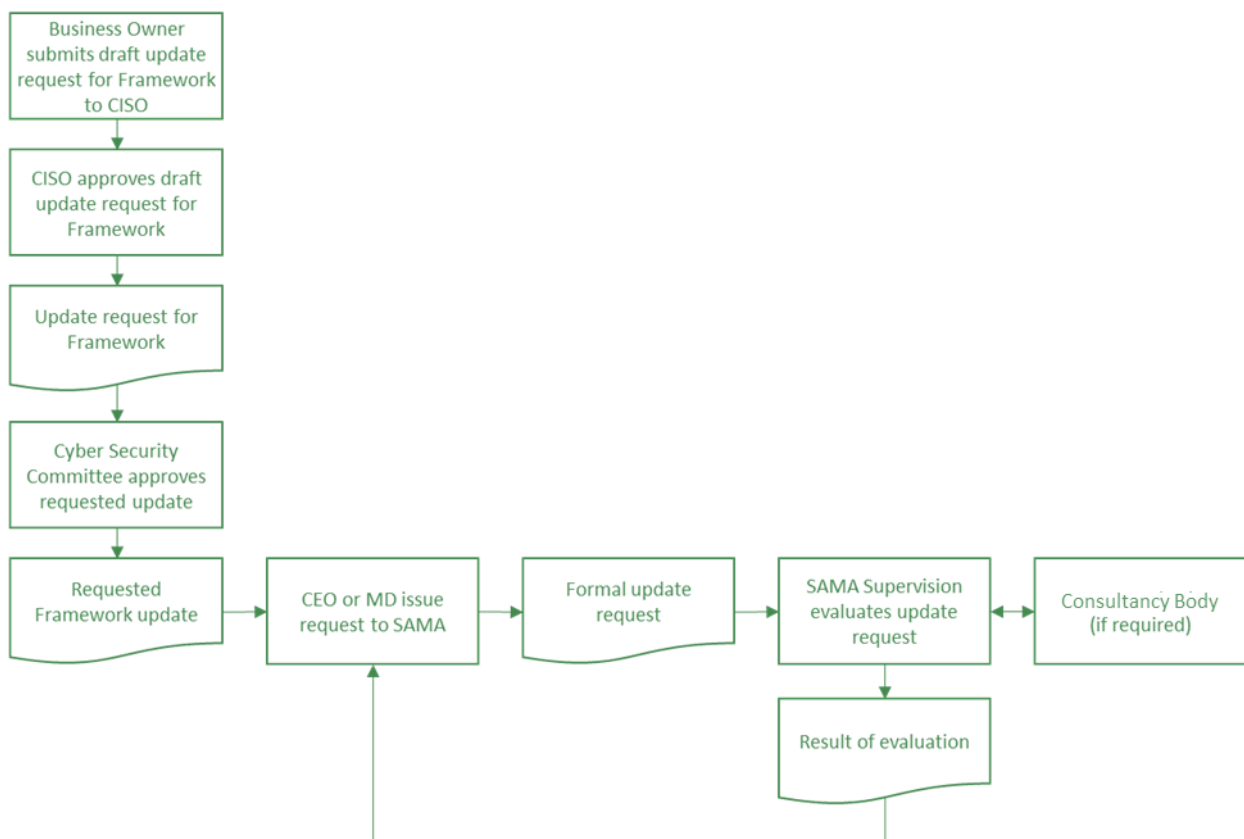 Business Owner
submits draft update
request for Framework
to CISO
CISO approves draft
update request for
Framework
Update request for
Framework
Cyber Security
Committee approves
requested update
Requested
Framework update
CEO or MD issue
request to SAMA
Formal update
request
SAMA Supervision
evaluates update
request
Consultancy Body
(if required)
Result of evaluation